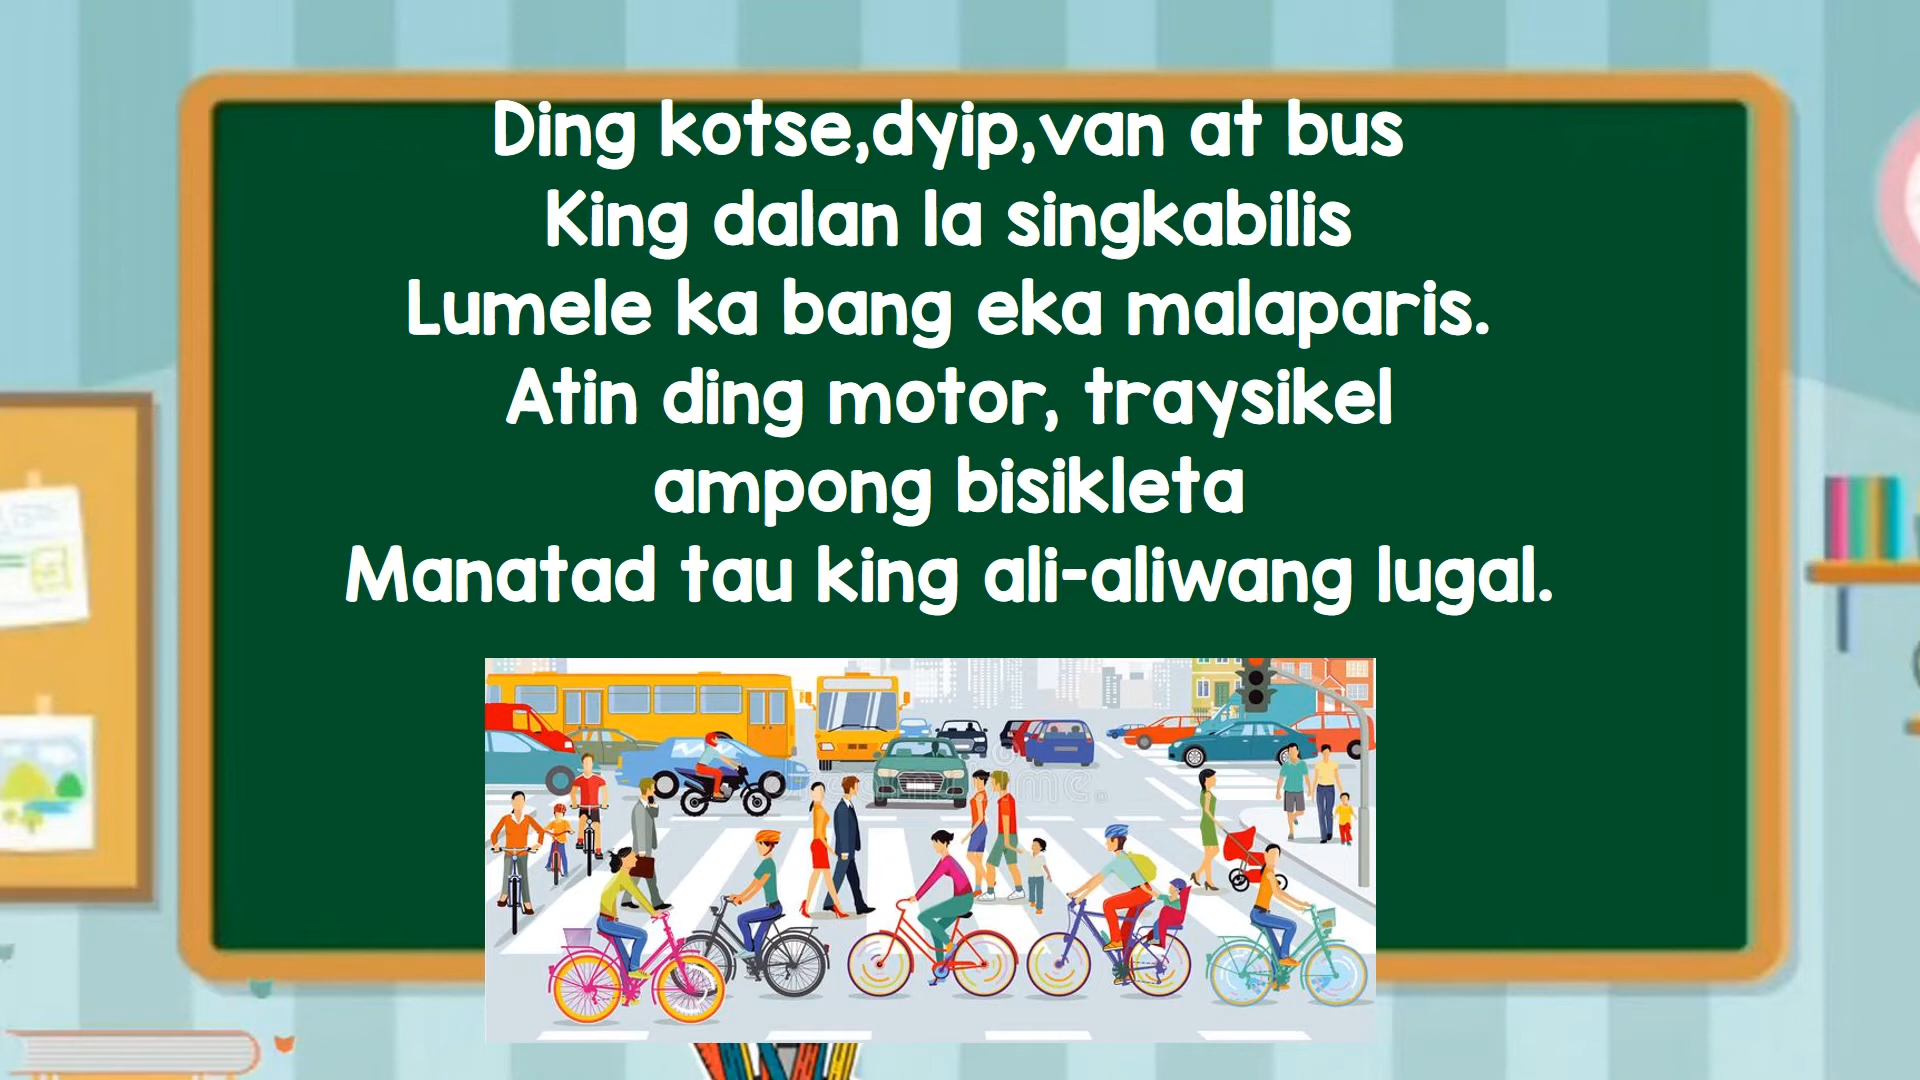 Ding kotse,dyip,van at bus
King dalan la singkabilis
Lumele ka bang eka malaparis.
Atin ding motor, traysikel
ampong bisikleta
Manatad tau king ali-aliwang lugal.